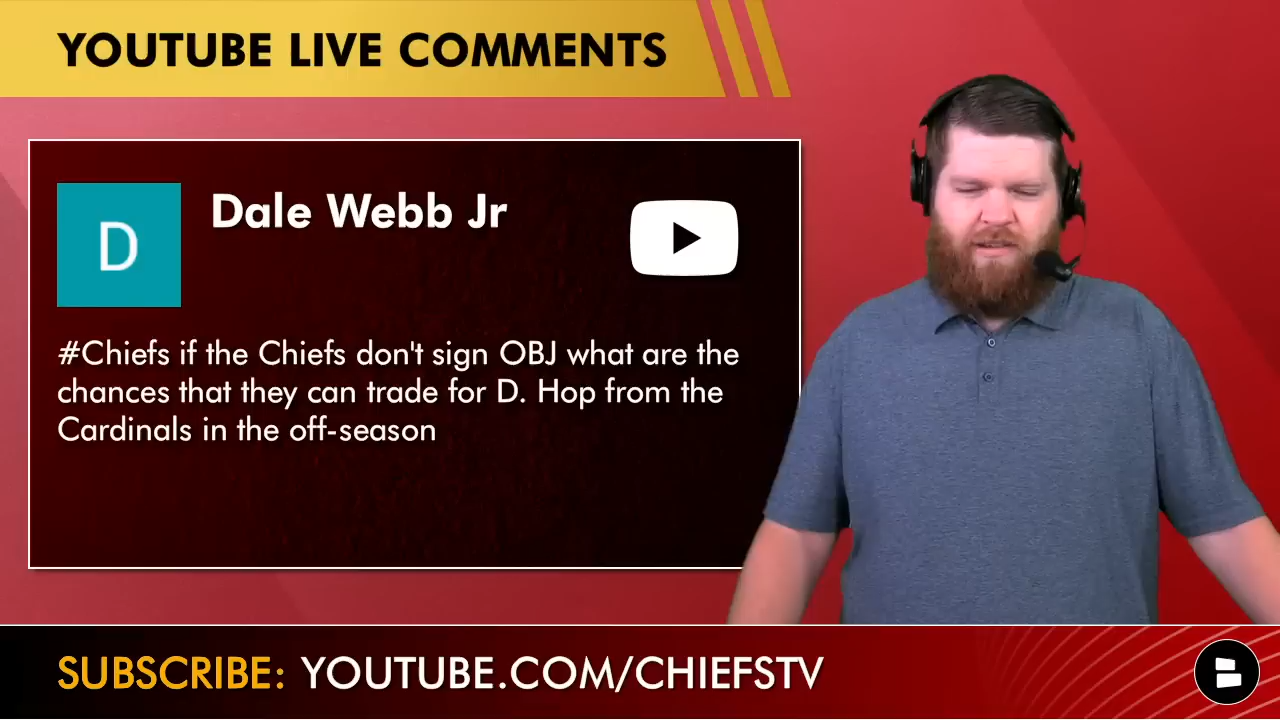 YOUTUBE LIVE COMMENTS
D
Dale Webb Jr
#Chiefs if the Chiefs don't sign OBJ what are the
chances that they can trade for D. Hop from the
Cardinals in the off-season
SUBSCRIBE: YOUTUBE.COM/CHIEFSTV